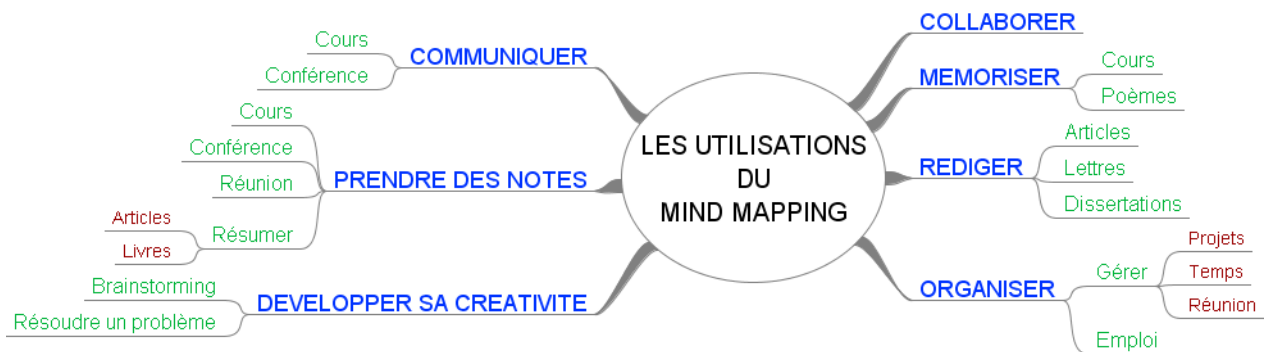 LES UTILISATIONS
DU
MIND MAPPING
COMMUNIQUER
Cours
Conférence
PRENDRE DES NOTES
Cours
Conférence
Réunion
Résumer
Articles
Livres
DEVELOPPER SA CREATIVITE
Brainstorming
Résoudre un problème
COLLABORER
MEMORISER
Cours
Poèmes
REDIGER
Articles
Lettres
Dissertations
ORGANISER
Gérer
Projets
Temps
Réunion
Emploi